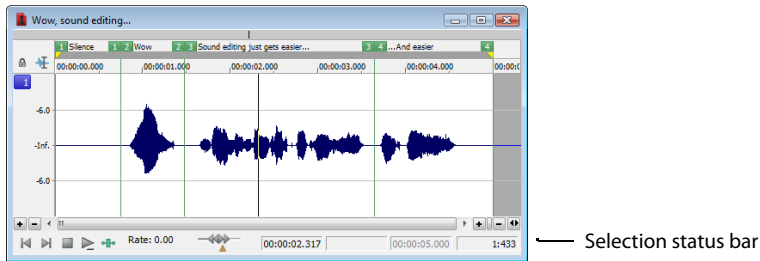 Wow, sound editing...
1 Silence 1 2 Wow 2 3 Sound editing just gets easier... 3 4 ...And easier 4
00:00:00.000 00:00:01.000 00:00:02.000 00:00:03.000 00:00:04.000 00:00:0
1
-6.0
-Inf.
-6.0
Rate: 0.00 00:00:02.317 00:00:05.000 1:433
Selection status bar